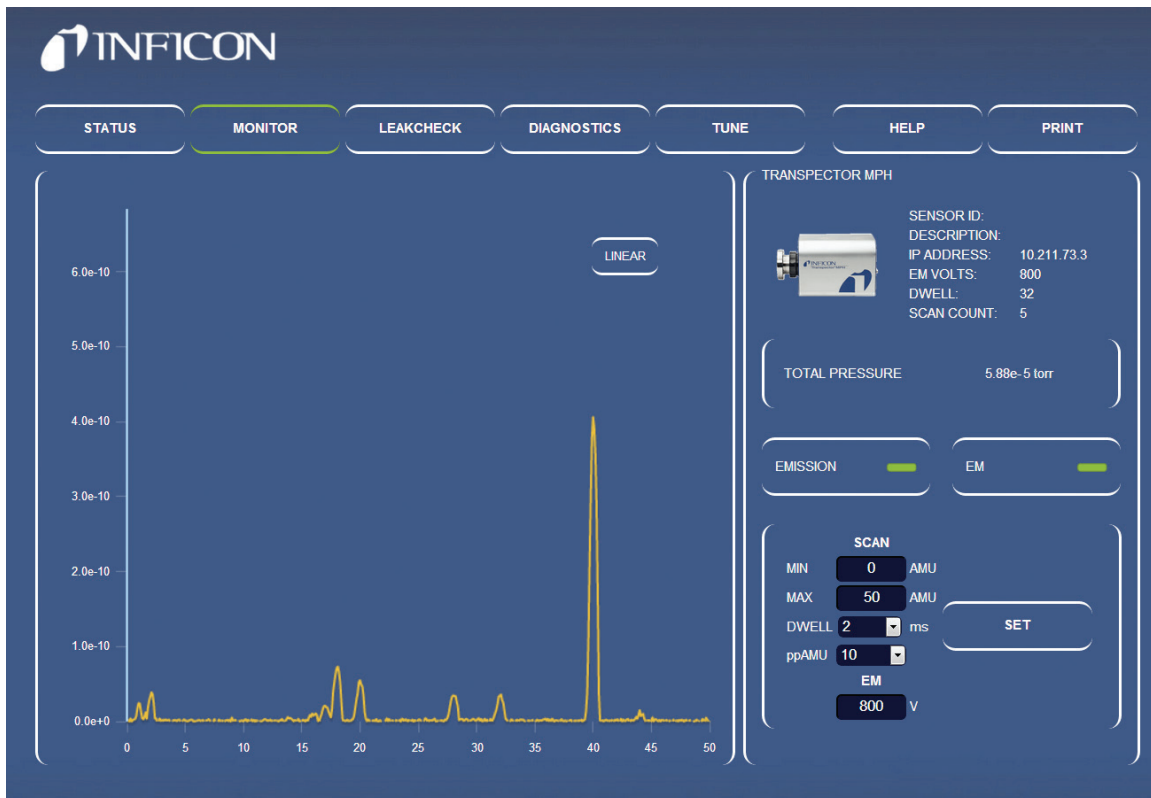 INFICON
STATUS
MONITOR
LEAKCHECK
DIAGNOSTICS
TUNE
HELP
PRINT
LINEAR
6.0e-10
5.0e-10
4.0e-10
3.0e-10
2.0e-10
1.0e-10
0.0e+0
0 5 10 15 20 25 30 35 40 45 50
TRANSPECTOR MPH
SENSOR ID:
DESCRIPTION:
IP ADDRESS: 10.211.73.3
EM VOLTS: 800
DWELL: 32
SCAN COUNT: 5
INFICON
TOTAL PRESSURE 5.88e-5 torr
EMISSION
EM
SCAN
MIN 0 AMU
MAX 50 AMU
DWELL 2 ms
ppAMU 10
SET
EM
800 V